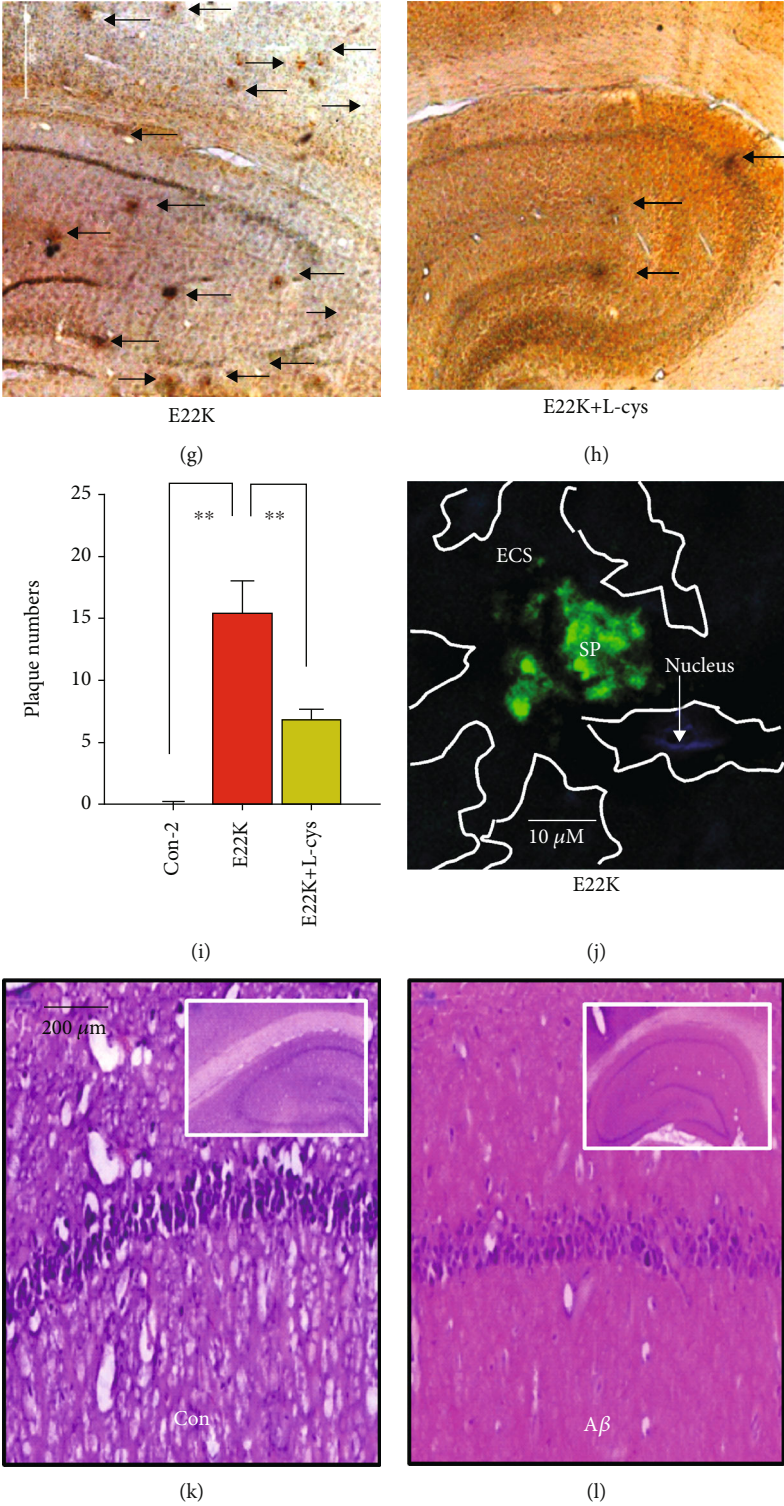 E22K
E22K+L-cys
(g)
(h)
25
20
15
10
5
0
Plaque numbers
**
**
Con-2
E22K
E22K+L-cys
ECS
SP
Nucleus
10 μM
E22K
(i)
(j)
200 μm
Con
Aβ
(k)
(l)